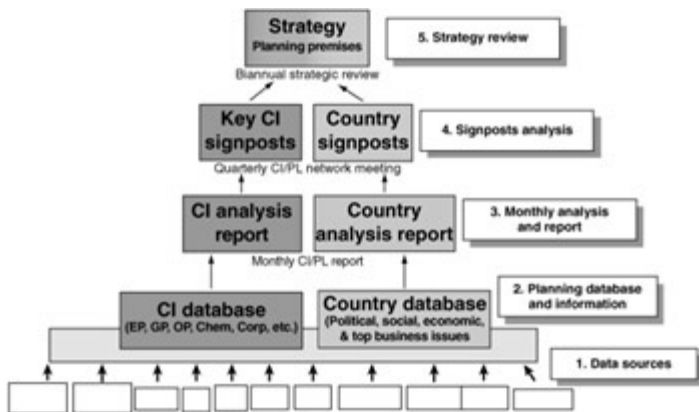 Strategy
Planning premises
5. Strategy review
Biannual strategic review
Key CI
signposts
Country
signposts
4. Signposts analysis
Quarterly CI/PL network meeting
CI analysis
report
Country
analysis report
3. Monthly analysis
and report
Monthly CI/PL report
CI database
(EP, GP, OP, Chem, Corp, etc.)
Country database
(Political, social, economic,
& top business issues
2. Planning database
and information
1. Data sources